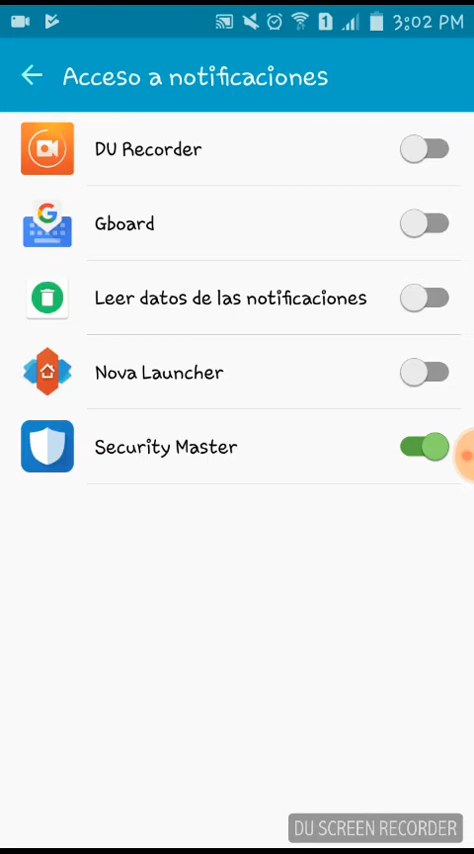 1 3:02 PM
Acceso a notificaciones
DU Recorder
G
Gboard
Leer datos de las notificaciones
Nova Launcher
Security Master
DU SCREEN RECORDER